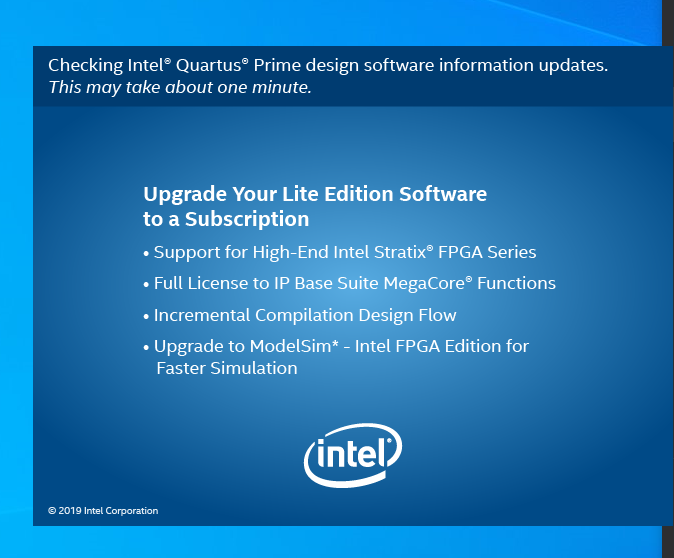 Checking Intel® Quartus® Prime design software information updates.
This may take about one minute.
Upgrade Your Lite Edition Software
to a Subscription
• Support for High-End Intel Stratix® FPGA Series
• Full License to IP Base Suite MegaCore® Functions
• Incremental Compilation Design Flow
• Upgrade to ModelSim* - Intel FPGA Edition for
Faster Simulation
intel®
© 2019 Intel Corporation